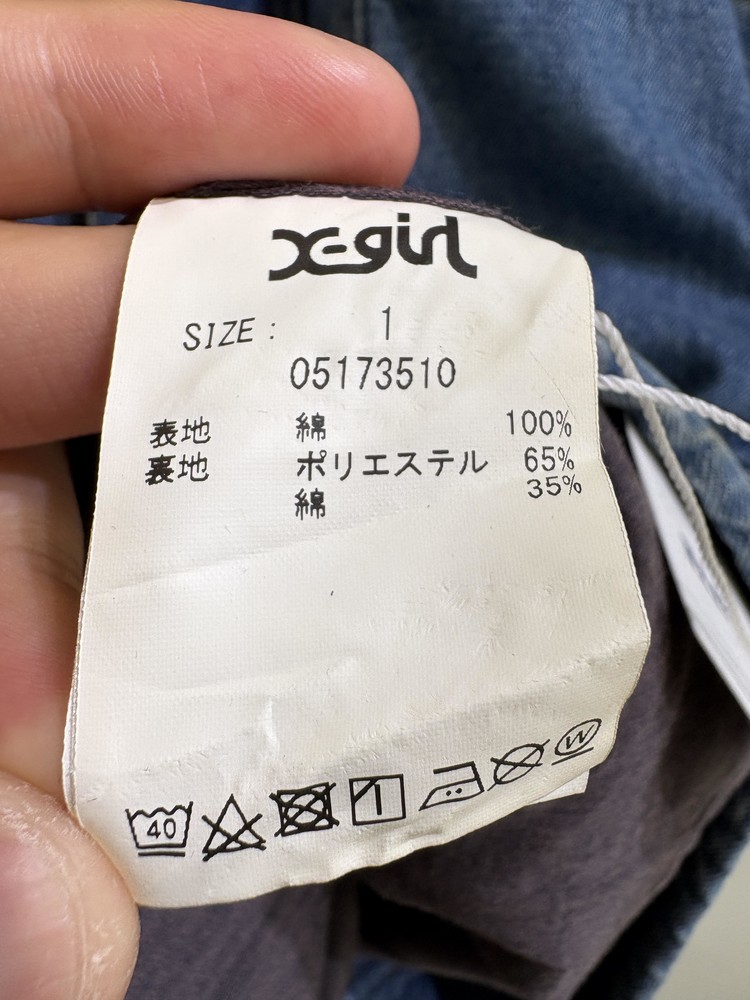 X-girl
SIZE: 1
05173510
表地 綿 100%
裏地 ポリエステル 65%
綿 35%
40 W